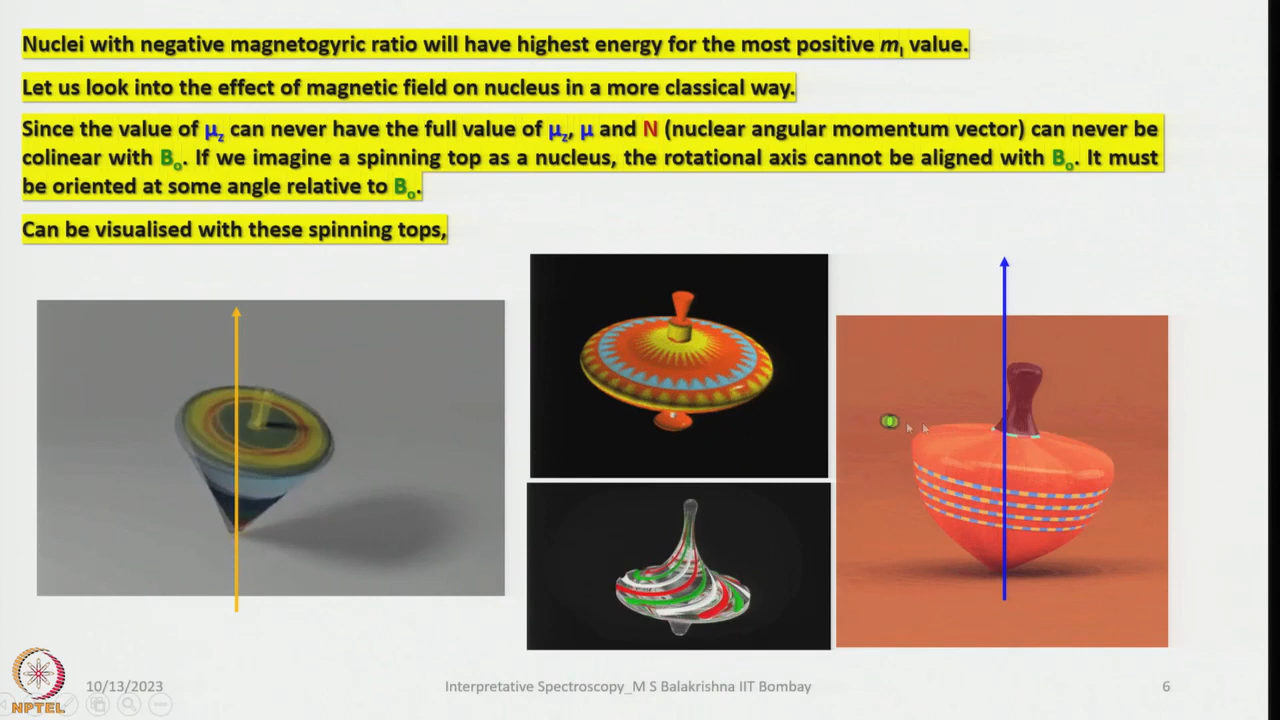 Nuclei with negative magnetogyric ratio will have highest energy for the most positive mI value.
Let us look into the effect of magnetic field on nucleus in a more classical way.
Since the value of μz can never have the full value of μz, μ and N (nuclear angular momentum vector) can never be
colinear with Bo. If we imagine a spinning top as a nucleus, the rotational axis cannot be aligned with Bo. It must
be oriented at some angle relative to Bo.
Can be visualised with these spinning tops,
NPTEL
10/13/2023
Interpretative Spectroscopy_M S Balakrishna IIT Bombay
6